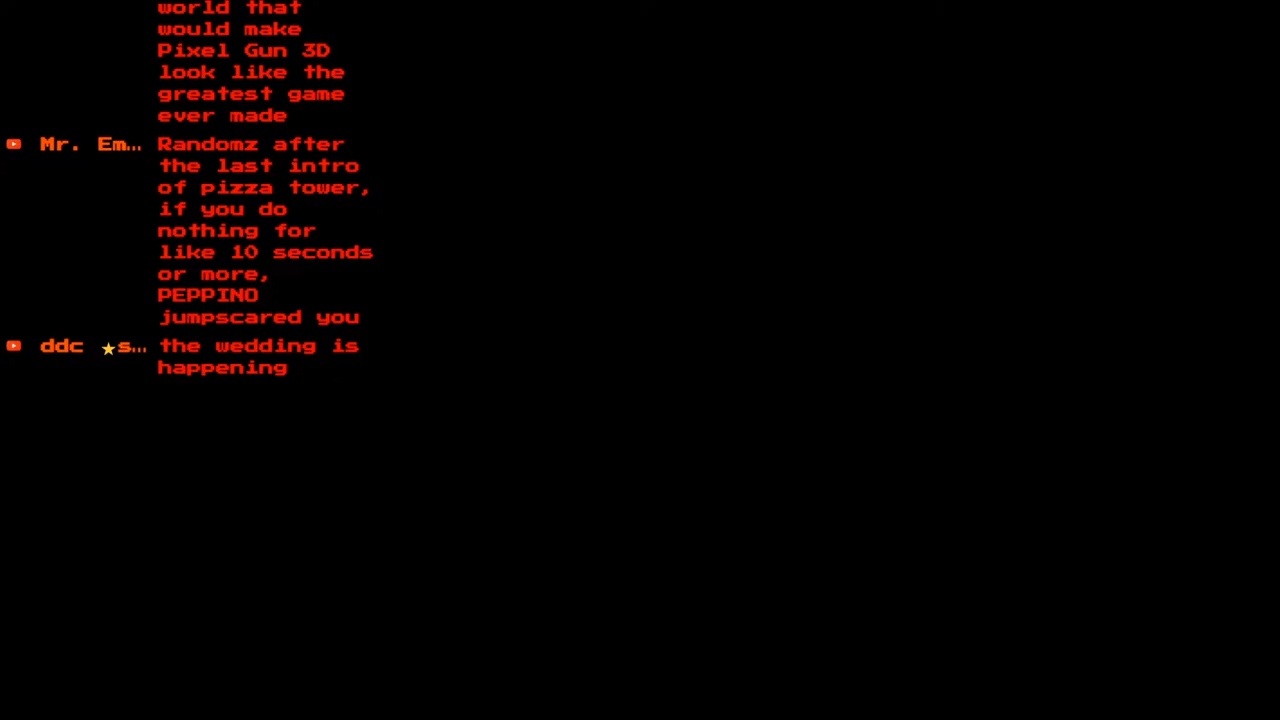 world that
would make
Pixel Gun 3D
look like the
greatest game
ever made
Mr. Em… Randomz after
the last intro
of pizza tower,
if you do
nothing for
like 10 seconds
or more,
PEPPINO
jumpscared you
ddc ⭐s… the wedding is
happening